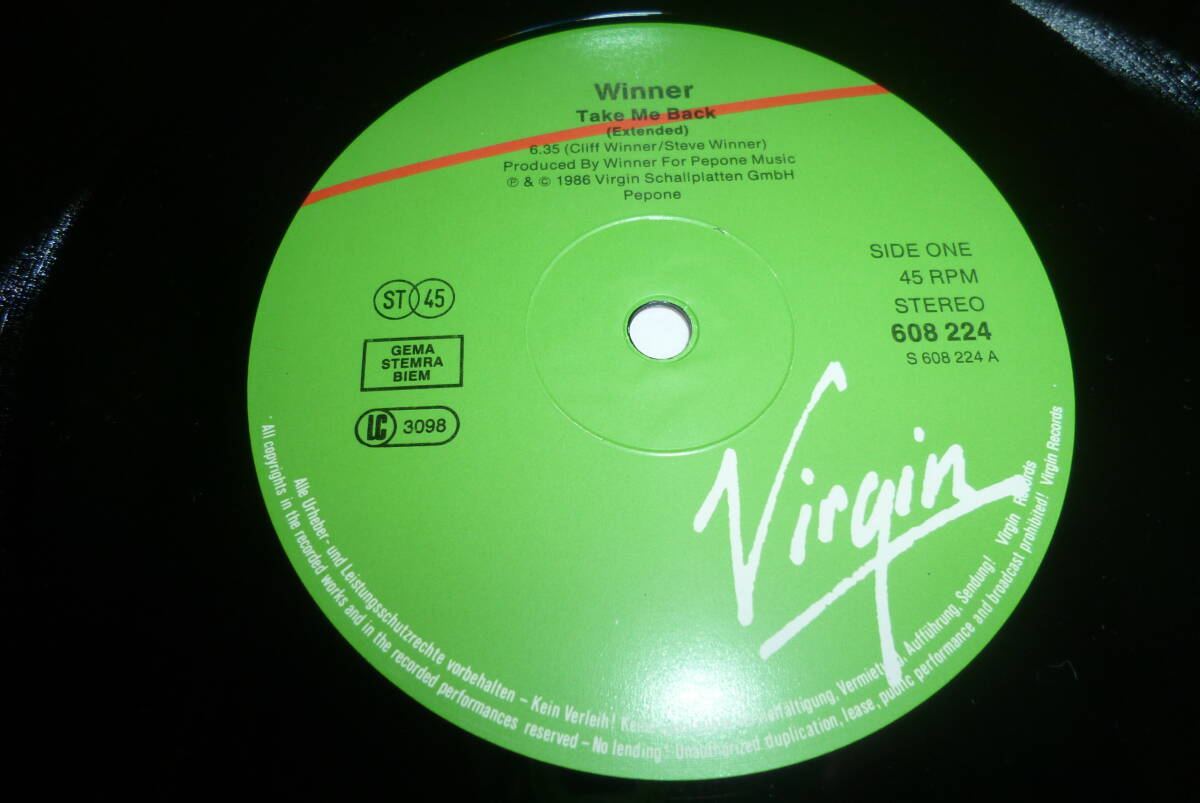 Winner
Take Me Back
(Extended)
6.35 (Cliff Winner/Steve Winner)
Produced By Winner For Pepone Music
℗ & © 1986 Virgin Schallplatten GmbH
Pepone
SIDE ONE
45 RPM
STEREO
608 224
S 608 224 A
ST 45
GEMA
STEMRA
BIEM
LC 3098
Virgin
Alle Urheber- und Leistungsschutzrechte vorbehalten – Kein Verleih! Vermietung, Aufführung, Sendung! Virgin Records
All copyrights in the recorded works and in the recorded performances reserved – No lending! Unauthorized duplication, lease, public performance and broadcast prohibited! Virgin Records